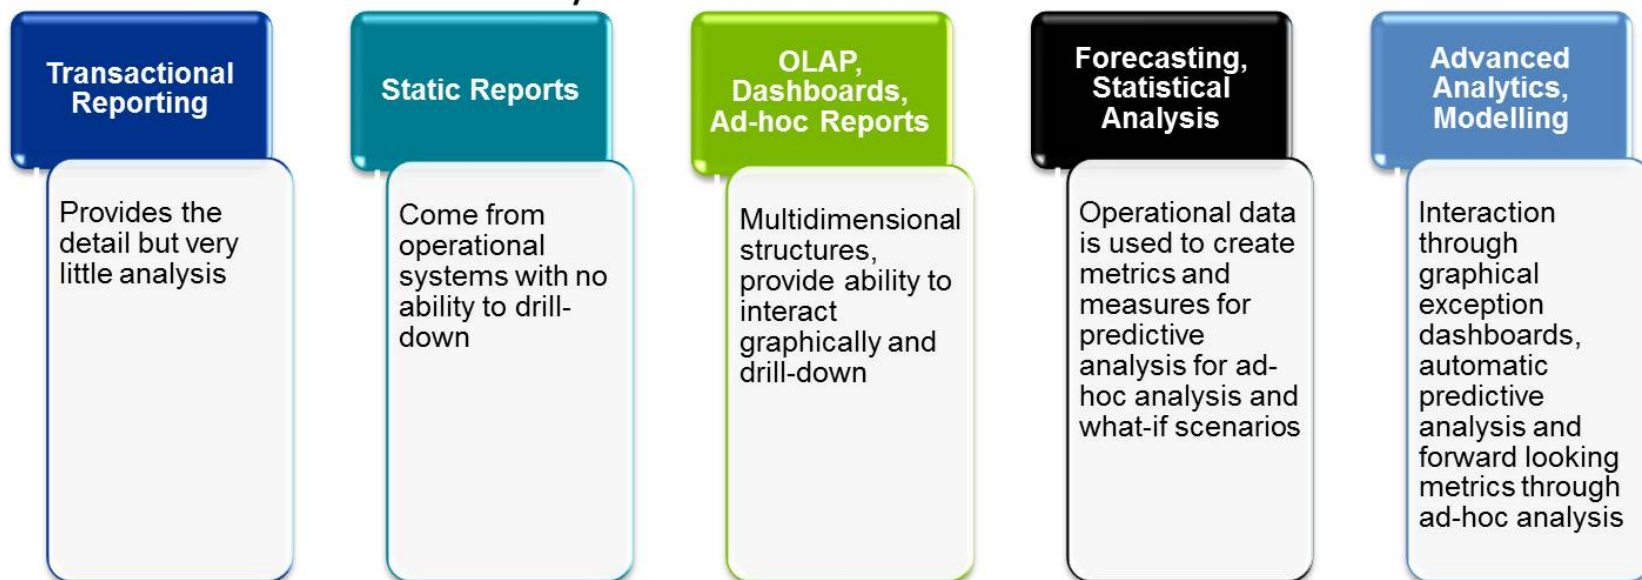 Transactional
Reporting
Provides the
detail but very
little analysis
Static Reports
Come from
operational
systems with no
ability to drill-
down
OLAP,
Dashboards,
Ad-hoc Reports
Multidimensional
structures,
provide ability to
interact
graphically and
drill-down
Forecasting,
Statistical
Analysis
Operational data
is used to create
metrics and
measures for
predictive
analysis for ad-
hoc analysis and
what-if scenarios
Advanced
Analytics,
Modelling
Interaction
through
graphical
exception
dashboards,
automatic
predictive
analysis and
forward looking
metrics through
ad-hoc analysis